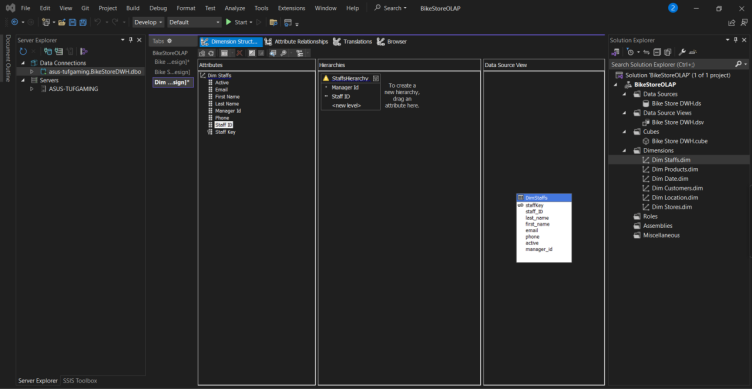 File Edit View Git Project Build Debug Format Test Analyze Tools Extensions Window Help Search BikeStoreOLAP 2
Develop Default Start
Document Outline
Server Explorer
Data Connections
asus-tufgaming.BikeStoreDWH.dbo
Servers
ASUS-TUFGAMING
Server Explorer SSIS Toolbox
Tabs
BikeStoreOLAP
Bike ...esign]*
Bike S...esign]
Dim ...sign]*
Dimension Struct... Attribute Relationships Translations Browser
Attributes
Dim Staffs
Active
Email
First Name
Last Name
Manager Id
Phone
Staff ID
Staff Key
Hierarchies
StaffsHierarchy
Manager Id
Staff ID
<new level>
To create a
new hierarchy,
drag an
attribute here.
Data Source View
DimStaffs
staffKey
staff_ID
last_name
first_name
email
phone
active
manager_id
Solution Explorer
Search Solution Explorer (Ctrl+;)
Solution 'BikeStoreOLAP' (1 of 1 project)
BikeStoreOLAP
Data Sources
Bike Store DWH.ds
Data Source Views
Bike Store DWH.dsv
Cubes
Bike Store DWH.cube
Dimensions
Dim Staffs.dim
Dim Products.dim
Dim Date.dim
Dim Customers.dim
Dim Location.dim
Dim Stores.dim
Roles
Assemblies
Miscellaneous